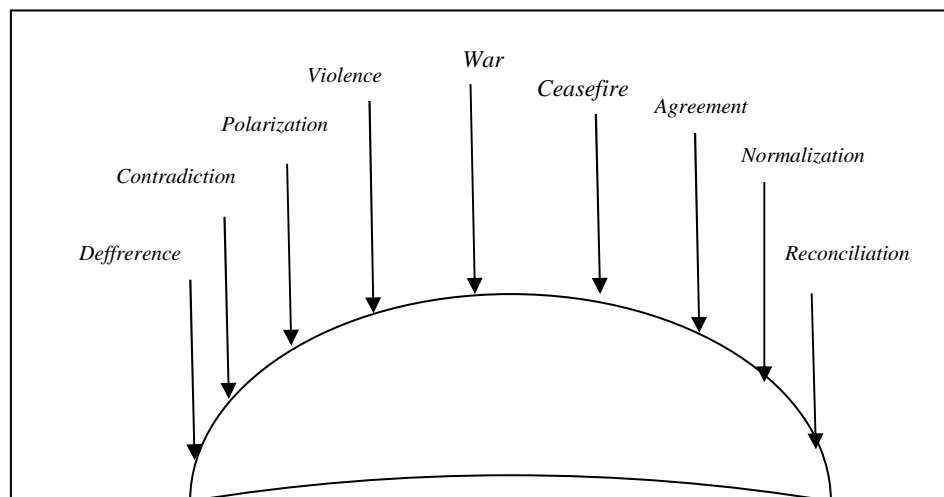 Deffrerence
Contradiction
Polarization
Violence
War
Ceasefire
Agreement
Normalization
Reconciliation